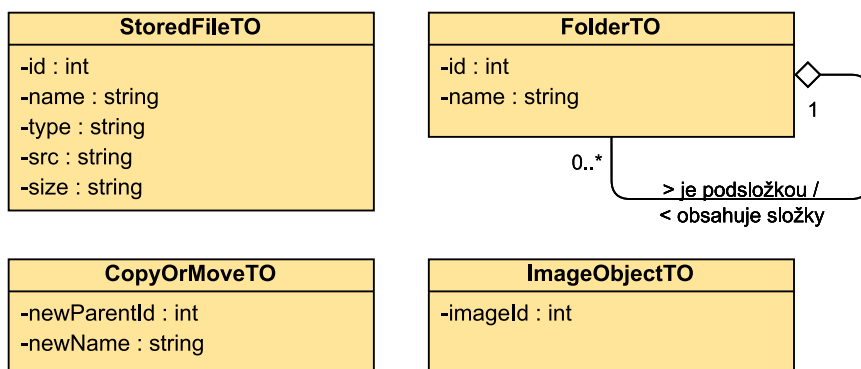 StoredFileTO
-id : int
-name : string
-type : string
-src : string
-size : string
FolderTO
-id : int
-name : string
1
0..*
> je podsložkou /
< obsahuje složky
CopyOrMoveTO
-newParentId : int
-newName : string
ImageObjectTO
-imageId : int